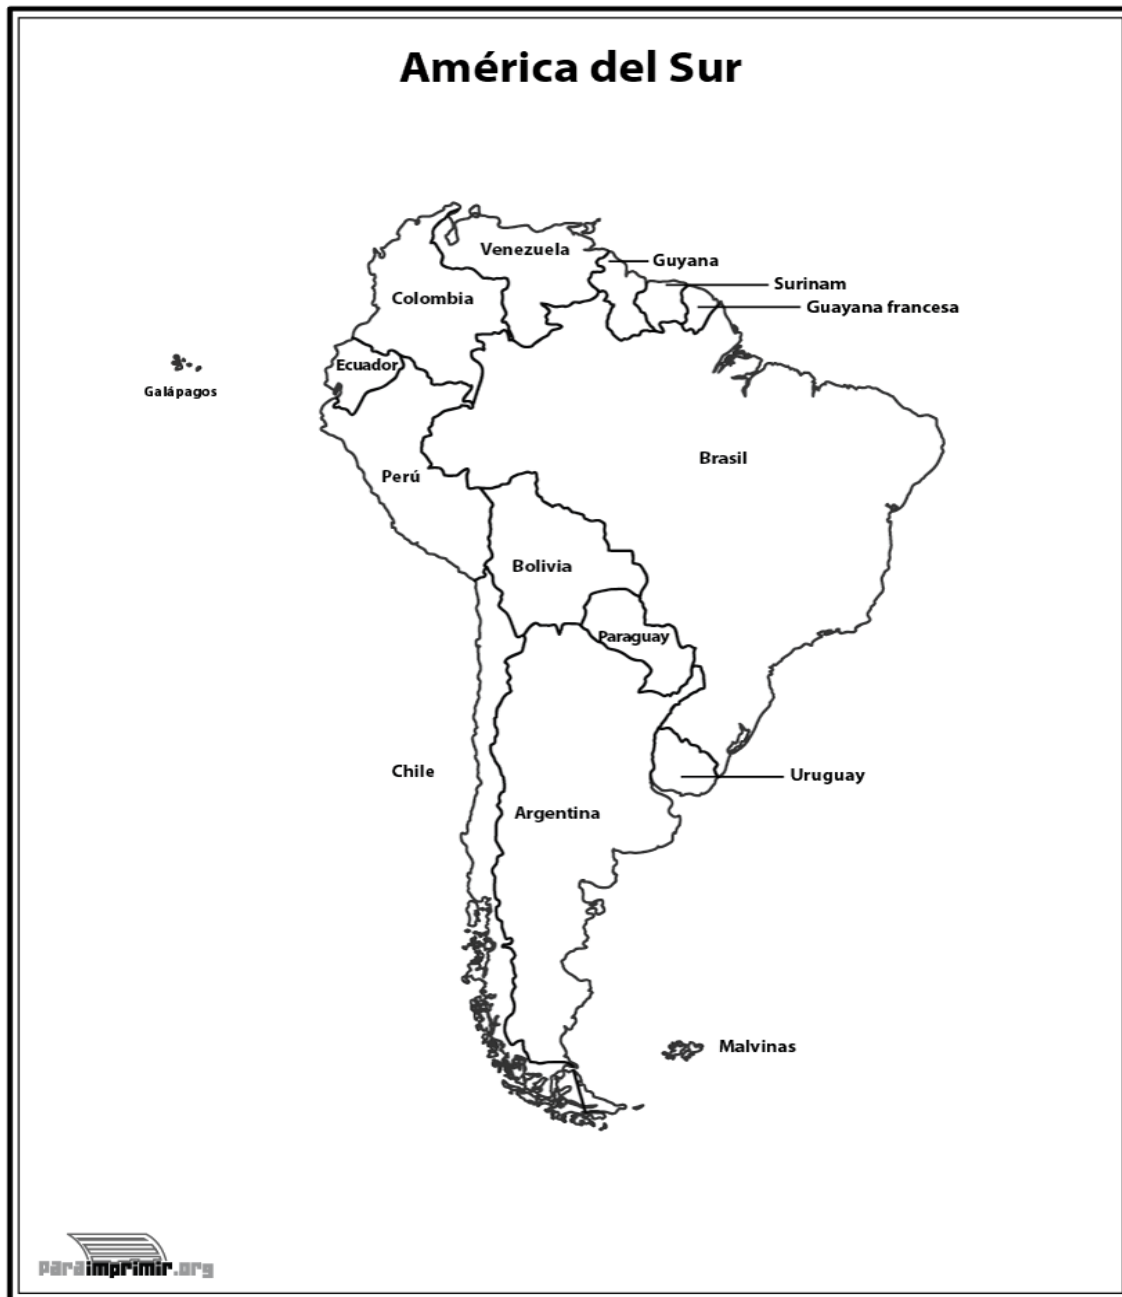 América del Sur
Venezuela
Guyana
Surinam
Colombia
Guayana francesa
Ecuador
Galápagos
Brasil
Perú
Bolivia
Paraguay
Chile
Uruguay
Argentina
Malvinas
paraimprimir.org